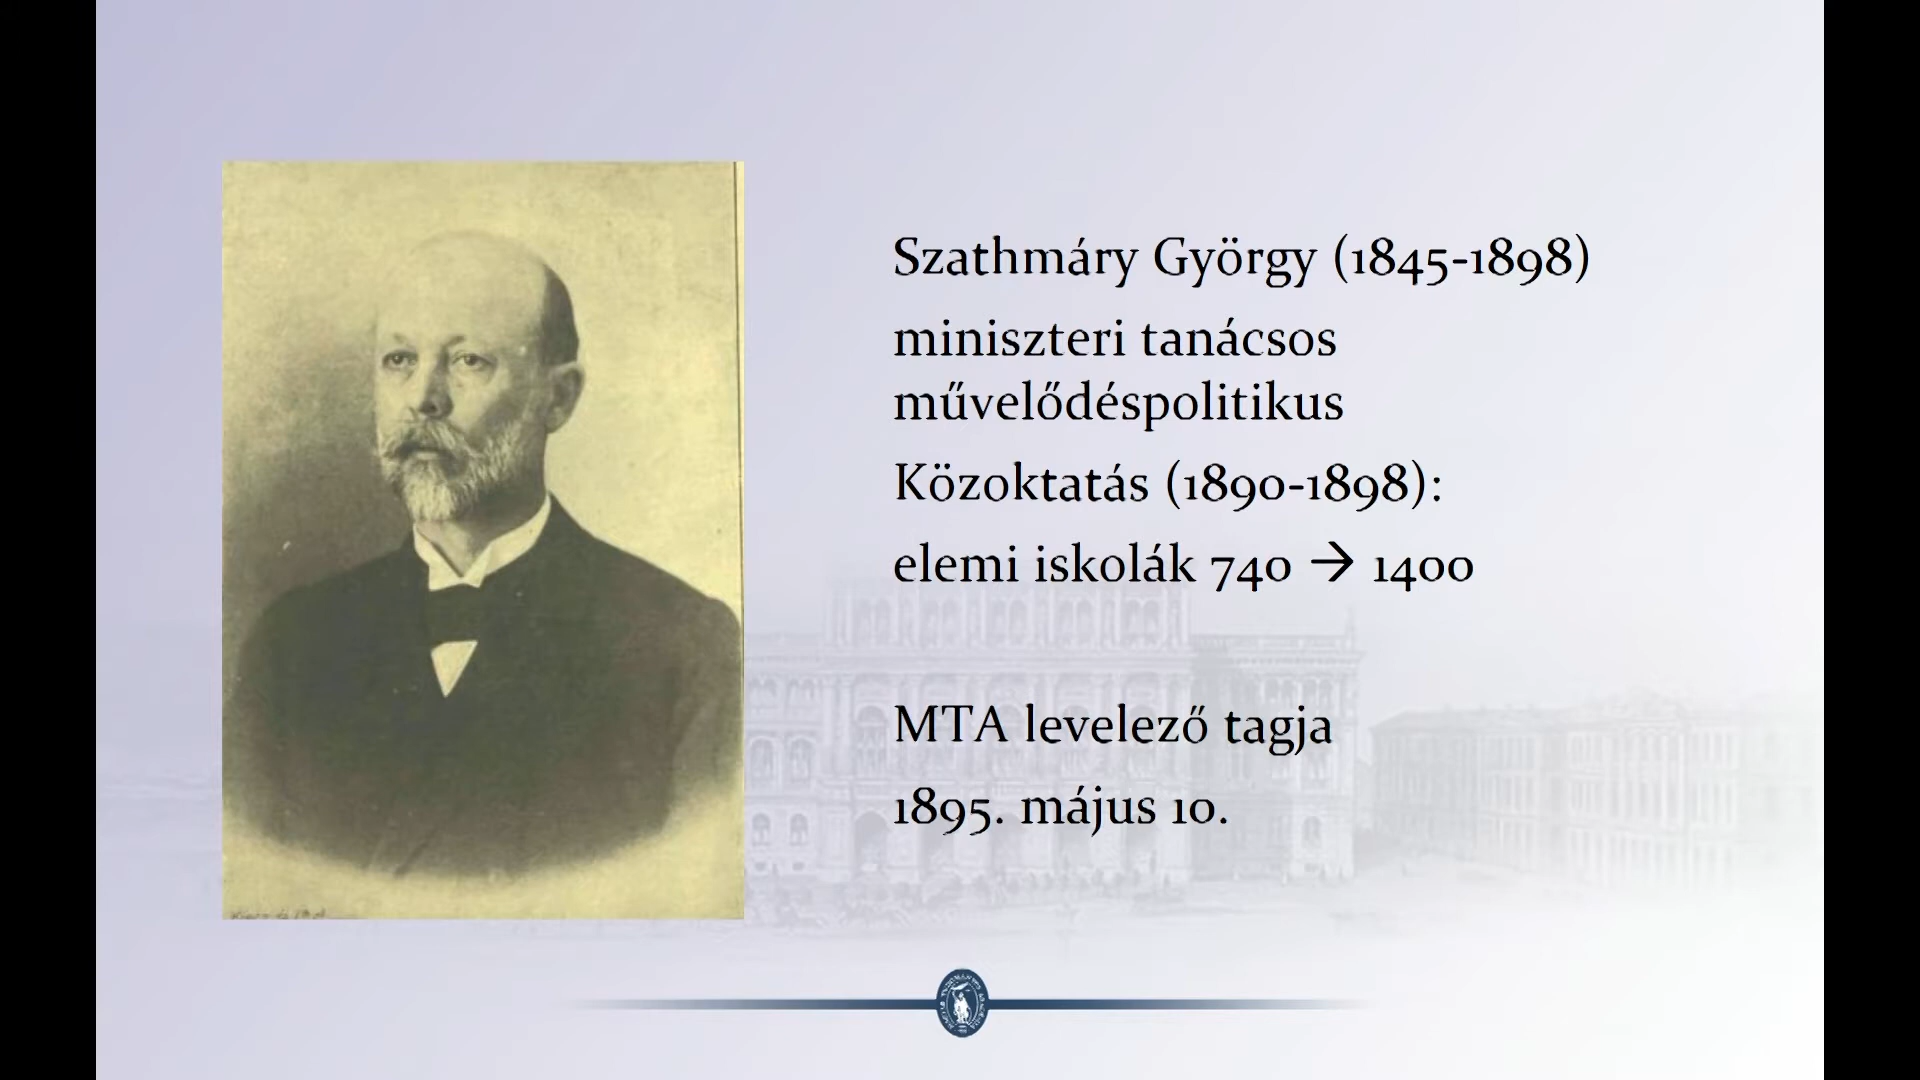 Szathmáry György (1845-1898)
miniszteri tanácsos
művelődéspolitikus
Közoktatás (1890-1898):
elemi iskolák 740 → 1400
MTA levelező tagja
1895. május 10.